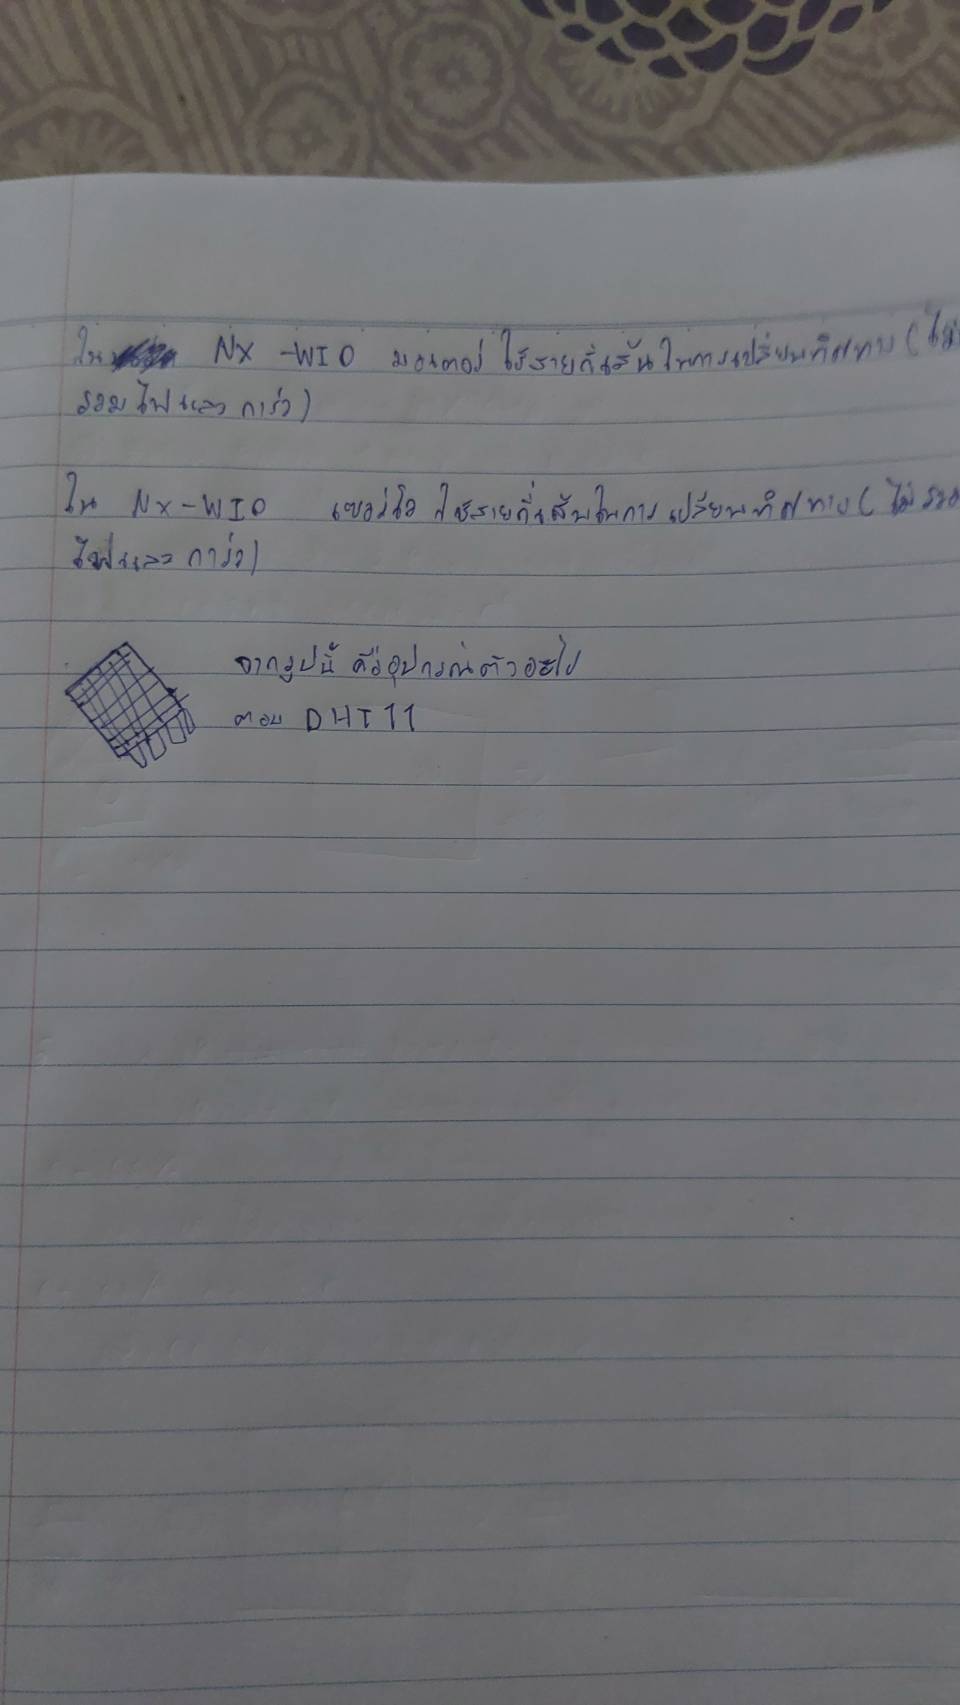 ใน NX-WIO มอเตอร์ ใช้สายกี่เส้นในการเปลี่ยนทิศทาง (ไม่
รวมไฟและกาว)
ใน NX-WIO เซอร์โว ใช้สายกี่เส้นในการเปลี่ยนทิศทาง (ไม่รวม
ไฟและกาว)
จากรูปนี้ คืออุปกรณ์ตัวอะไร
ตอบ DHT11